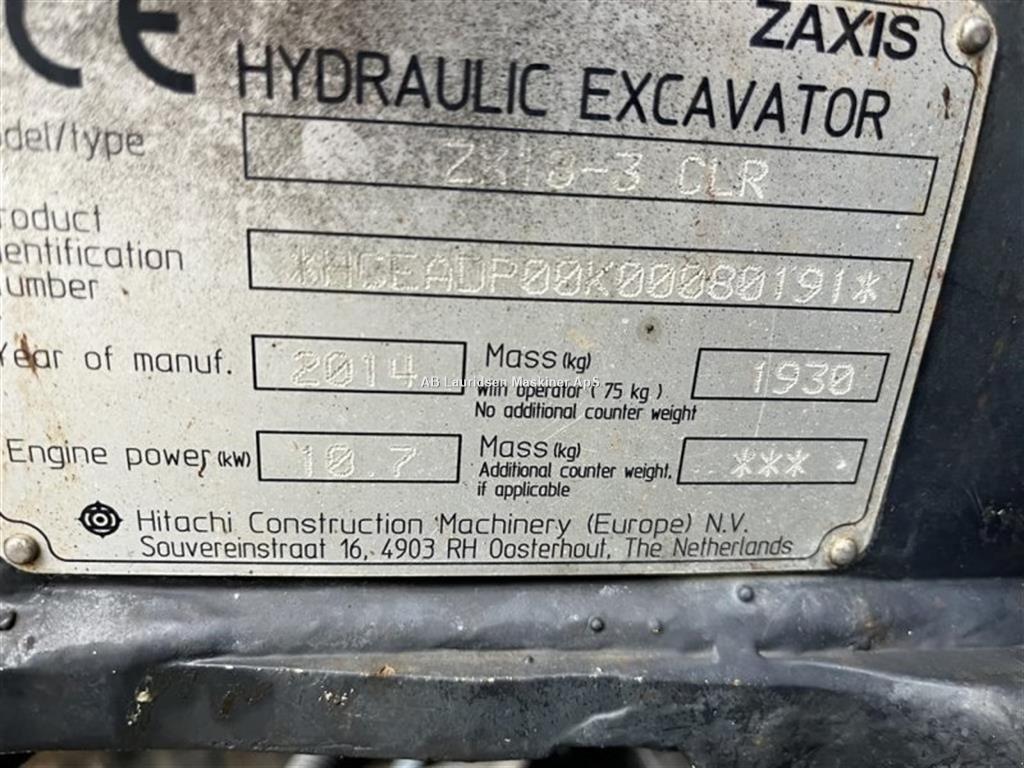 CE
ZAXIS
HYDRAULIC EXCAVATOR
odel/type
-3 CLR
roduct
entification
umber
*HCEADP00K00080191*
Year of manuf. 2014
Mass (kg)
with operator ( 75 kg )
No additional counter weight
1930
Engine power (kW) 10.7
Mass (kg)
Additional counter weight,
if applicable
***
Hitachi Construction Machinery (Europe) N.V.
Souvereinstraat 16, 4903 RH Oosterhout, The Netherlands
AB Lauridsen Maskiner ApS